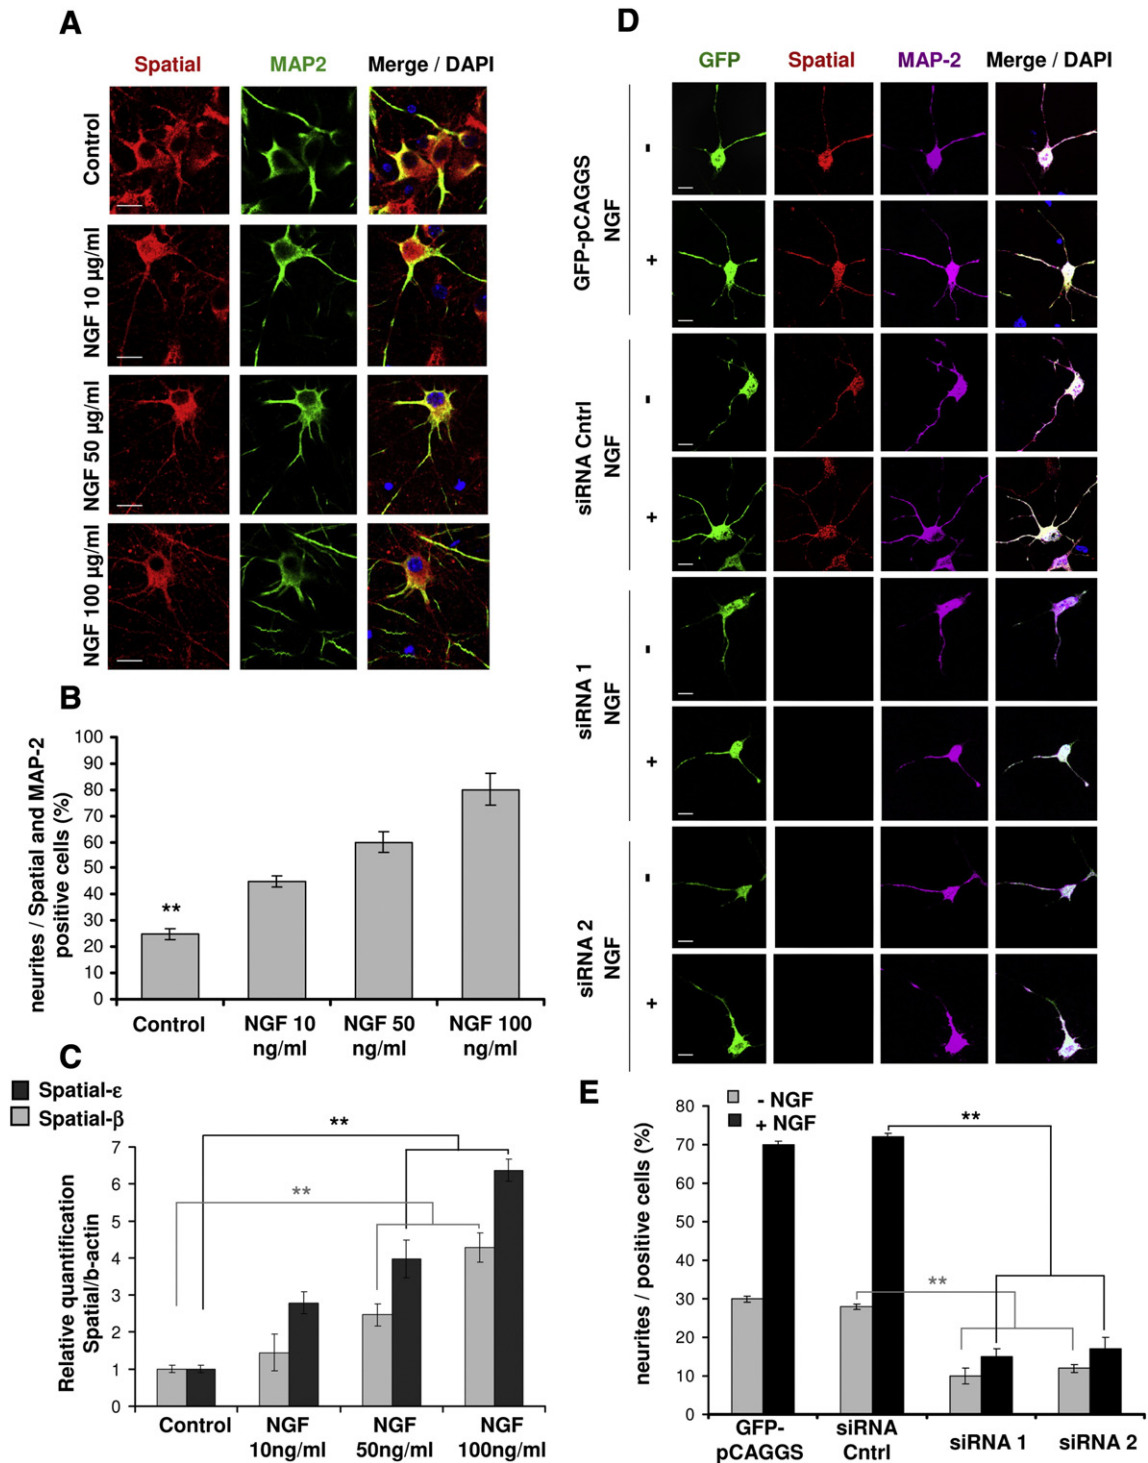 A
Spatial MAP2 Merge / DAPI
Control
NGF 10 µg/ml
NGF 50 µg/ml
NGF 100 µg/ml
B
neurites / Spatial and MAP-2
positive cells (%)
100
90
80
70
60
50
40
30
20
10
0
**
Control
NGF 10
ng/ml
NGF 50
ng/ml
NGF 100
ng/ml
C
Spatial-ε
Spatial-β
Relative quantification
Spatial/b-actin
7
6
5
4
3
2
1
0
**
**
Control
NGF
10ng/ml
NGF
50ng/ml
NGF
100ng/ml
D
GFP Spatial MAP-2 Merge / DAPI
GFP-pCAGGS
NGF
-
+
siRNA Cntrl
NGF
-
+
siRNA 1
NGF
-
+
siRNA 2
NGF
-
+
E
- NGF
+ NGF
neurites / positive cells (%)
80
70
60
50
40
30
20
10
0
**
**
GFP-
pCAGGS
siRNA
Cntrl
siRNA 1
siRNA 2